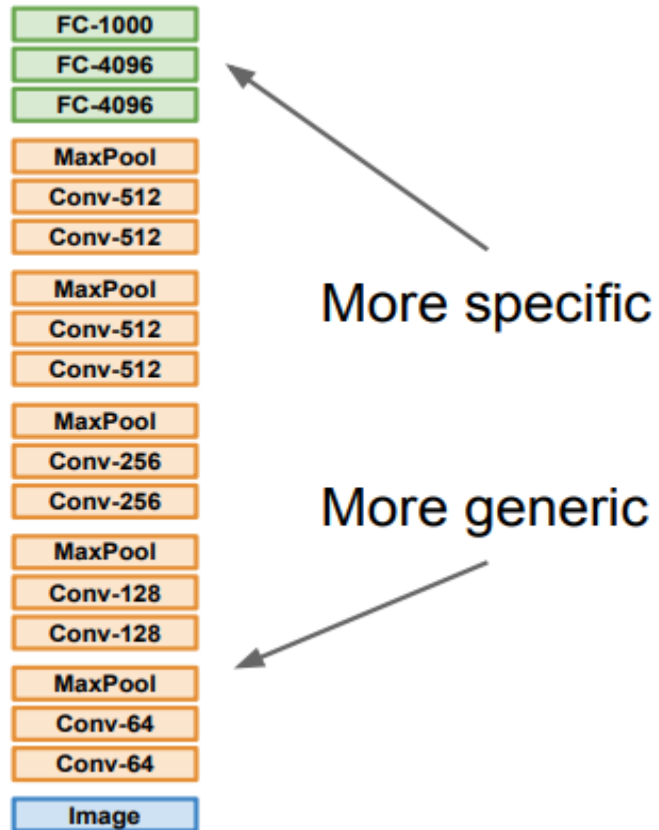 FC-1000
FC-4096
FC-4096
MaxPool
Conv-512
Conv-512
MaxPool
Conv-512
Conv-512
MaxPool
Conv-256
Conv-256
MaxPool
Conv-128
Conv-128
MaxPool
Conv-64
Conv-64
Image
More specific
More generic